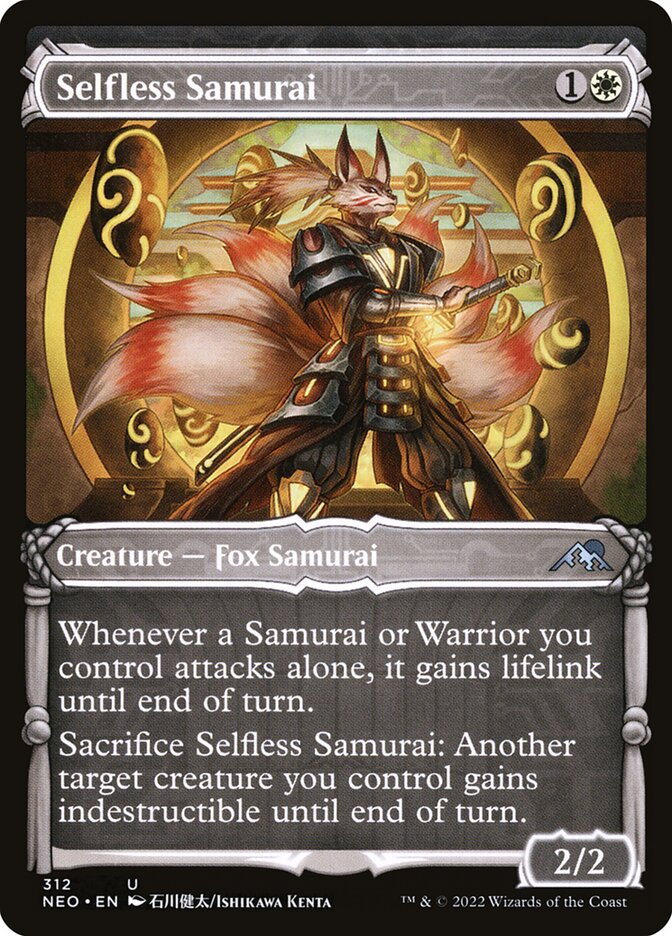 Selfless Samurai 1
Creature — Fox Samurai
Whenever a Samurai or Warrior you
control attacks alone, it gains lifelink
until end of turn.
Sacrifice Selfless Samurai: Another
target creature you control gains
indestructible until end of turn.
2/2
312 U
NEO • EN 石川健太/Ishikawa Kenta ™ & © 2022 Wizards of the Coast